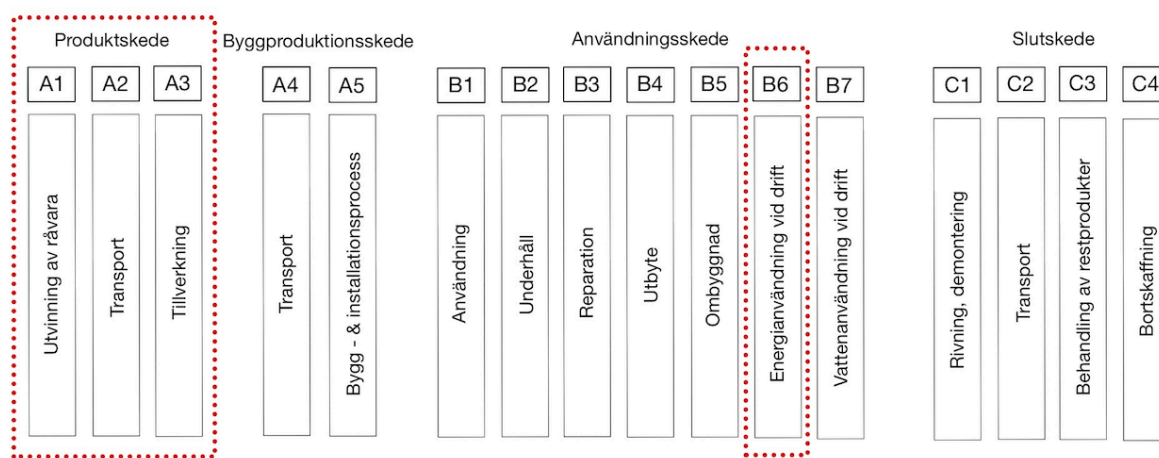 Produktskede
Byggproduktionsskede
Användningsskede
Slutskede
A1
A2
A3
A4
A5
B1
B2
B3
B4
B5
B6
B7
C1
C2
C3
C4
Utvinning av råvara
Transport
Tillverkning
Transport
Bygg - & installationsprocess
Användning
Underhåll
Reparation
Utbyte
Ombyggnad
Energianvändning vid drift
Vattenanvändning vid drift
Rivning, demontering
Transport
Behandling av restprodukter
Bortskaffning